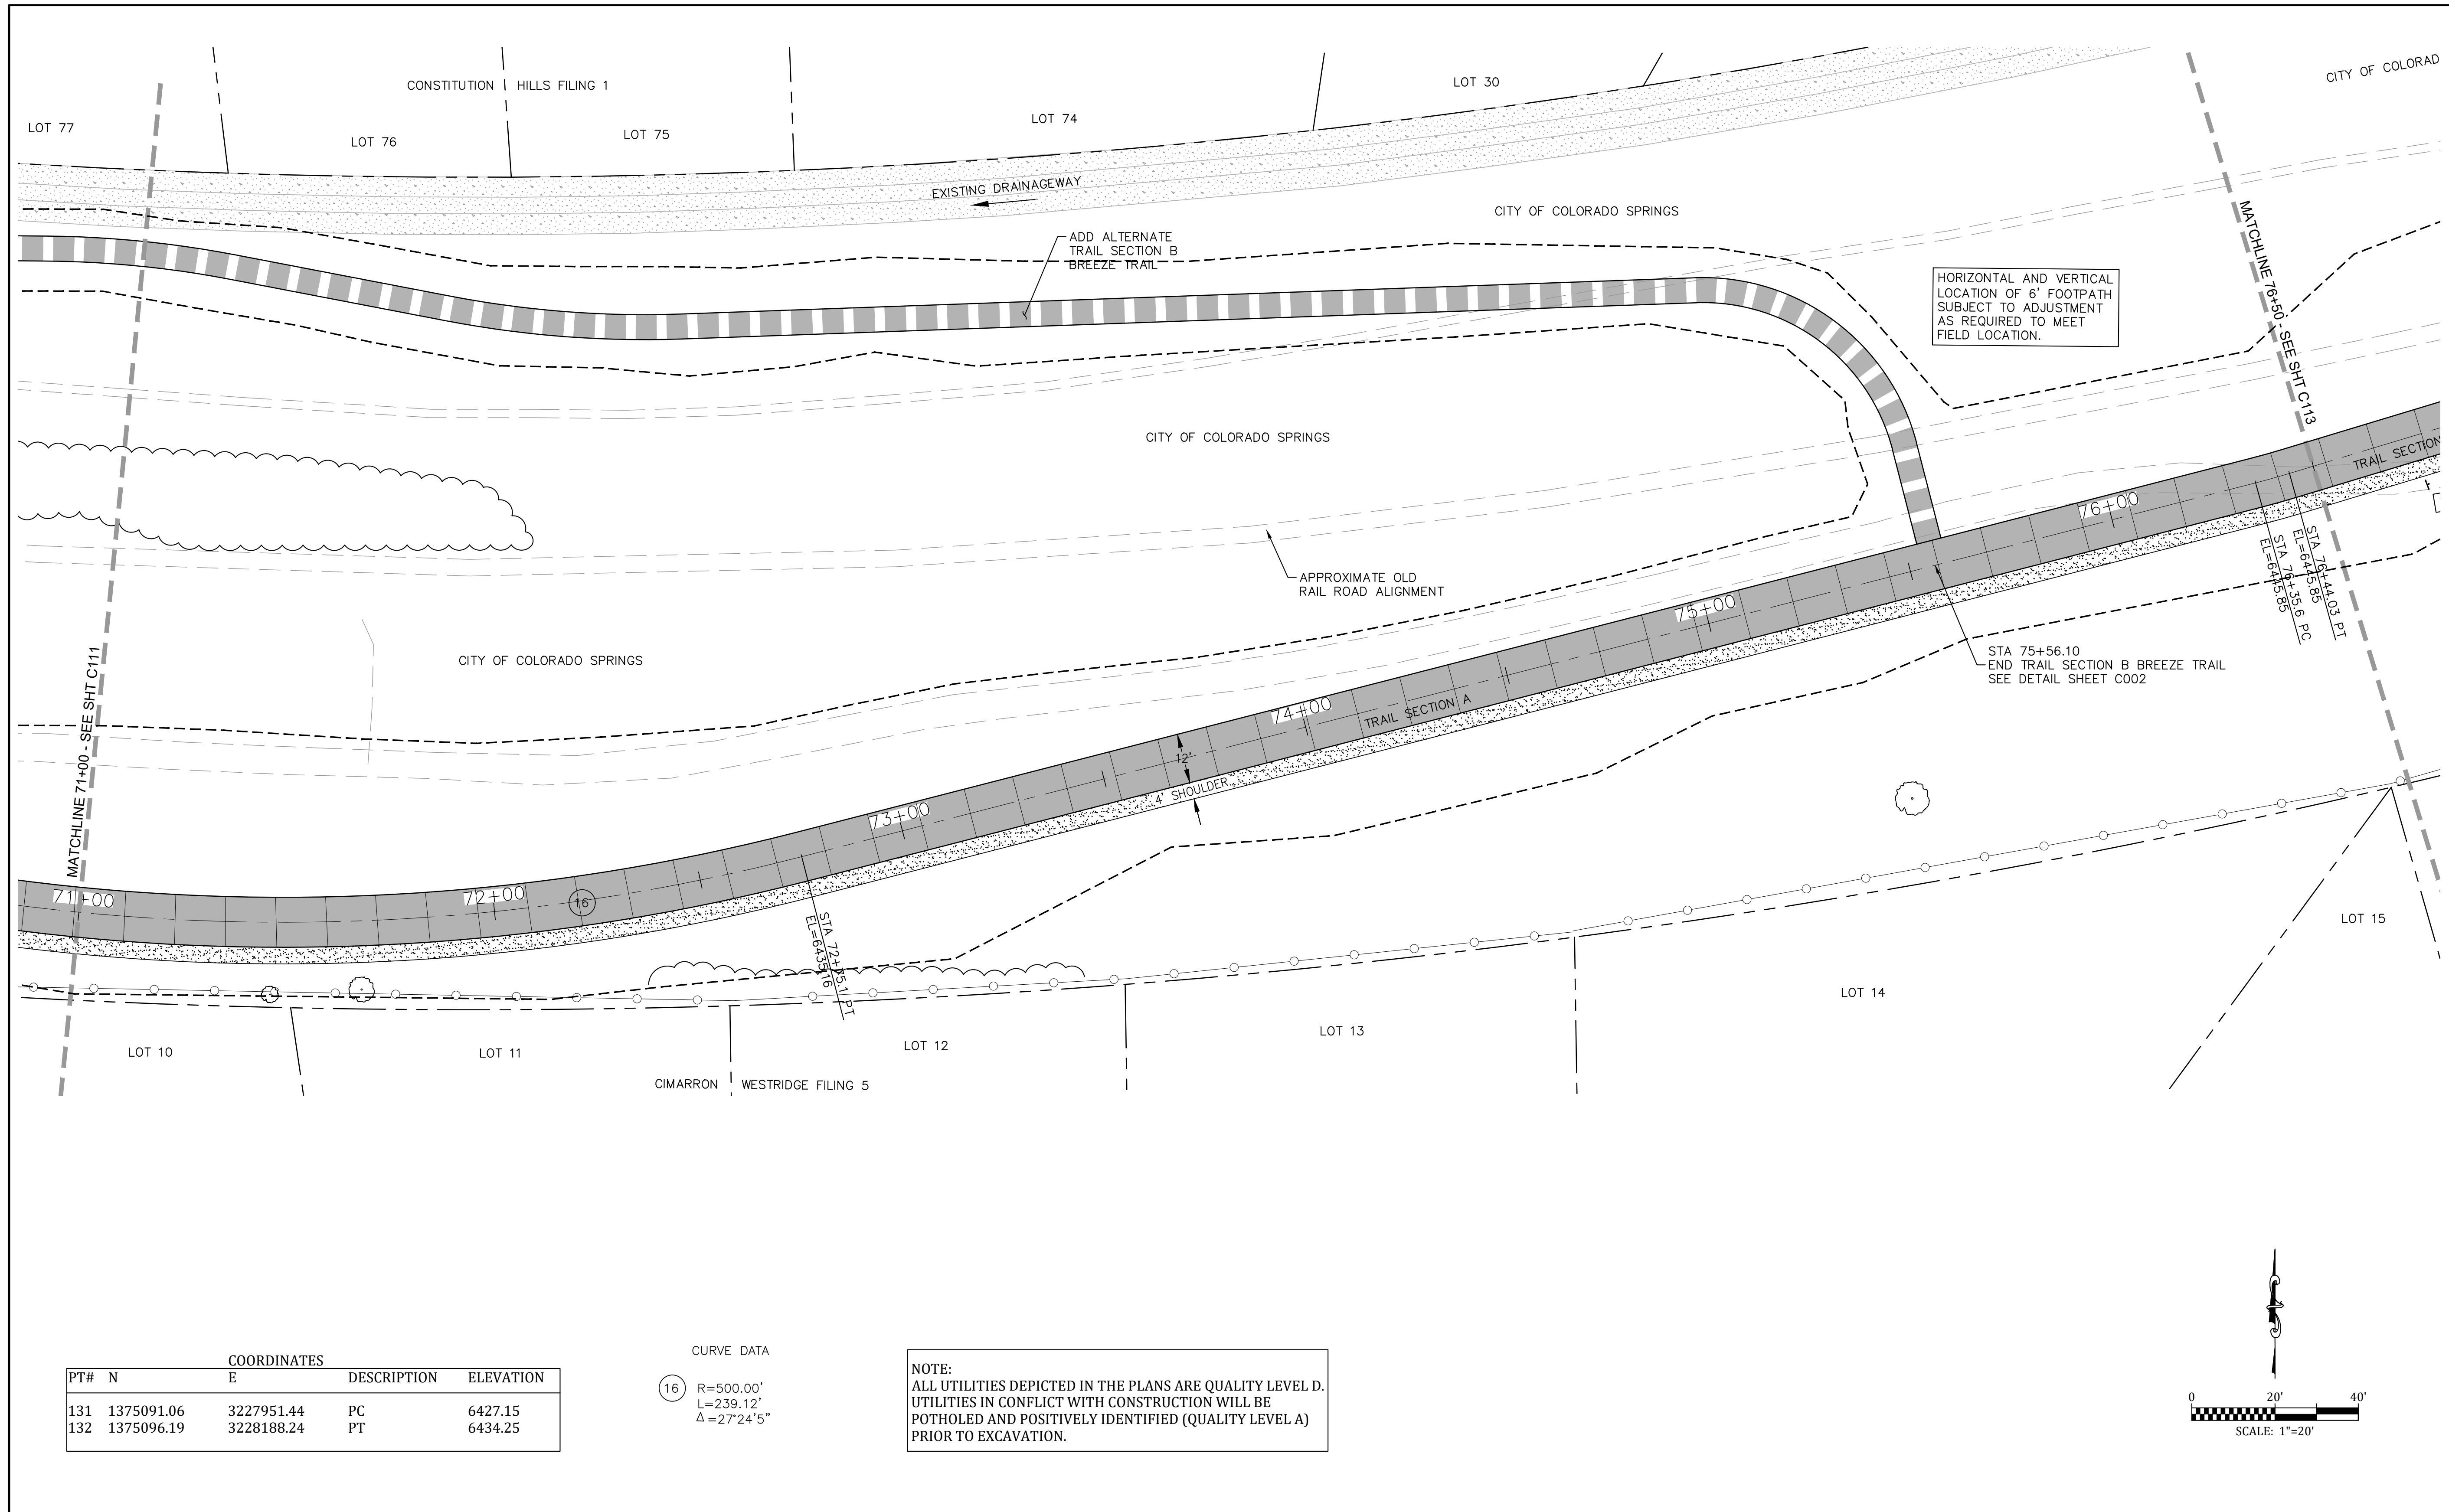 CONSTITUTION HILLS FILING 1
LOT 77
LOT 76
LOT 75
LOT 74
LOT 30
CITY OF COLORAD
EXISTING DRAINAGEWAY
CITY OF COLORADO SPRINGS
ADD ALTERNATE
TRAIL SECTION B
BREEZE TRAIL
HORIZONTAL AND VERTICAL
LOCATION OF 6' FOOTPATH
SUBJECT TO ADJUSTMENT
AS REQUIRED TO MEET
FIELD LOCATION.
MATCHLINE 76+50 - SEE SHT C113
CITY OF COLORADO SPRINGS
TRAIL SECTION
APPROXIMATE OLD
RAIL ROAD ALIGNMENT
CITY OF COLORADO SPRINGS
MATCHLINE 71+00 - SEE SHT C111
71+00
72+00
73+00
74+00
75+00
76+00
16
12'
4' SHOULDER
TRAIL SECTION A
STA 72+75.1 PT
EL=6435.16
STA 75+56.10
END TRAIL SECTION B BREEZE TRAIL
SEE DETAIL SHEET C002
STA 76+35.6 PC
EL=6445.85
STA 76+44.03 PT
EL=6445.85
LOT 10
LOT 11
LOT 12
LOT 13
LOT 14
LOT 15
CIMARRON WESTRIDGE FILING 5
COORDINATES
PT# N E DESCRIPTION ELEVATION
131 1375091.06 3227951.44 PC 6427.15
132 1375096.19 3228188.24 PT 6434.25
CURVE DATA
16 R=500.00'
L=239.12'
Δ=27°24'5"
NOTE:
ALL UTILITIES DEPICTED IN THE PLANS ARE QUALITY LEVEL D.
UTILITIES IN CONFLICT WITH CONSTRUCTION WILL BE
POTHOLED AND POSITIVELY IDENTIFIED (QUALITY LEVEL A)
PRIOR TO EXCAVATION.
0 20' 40'
SCALE: 1"=20'